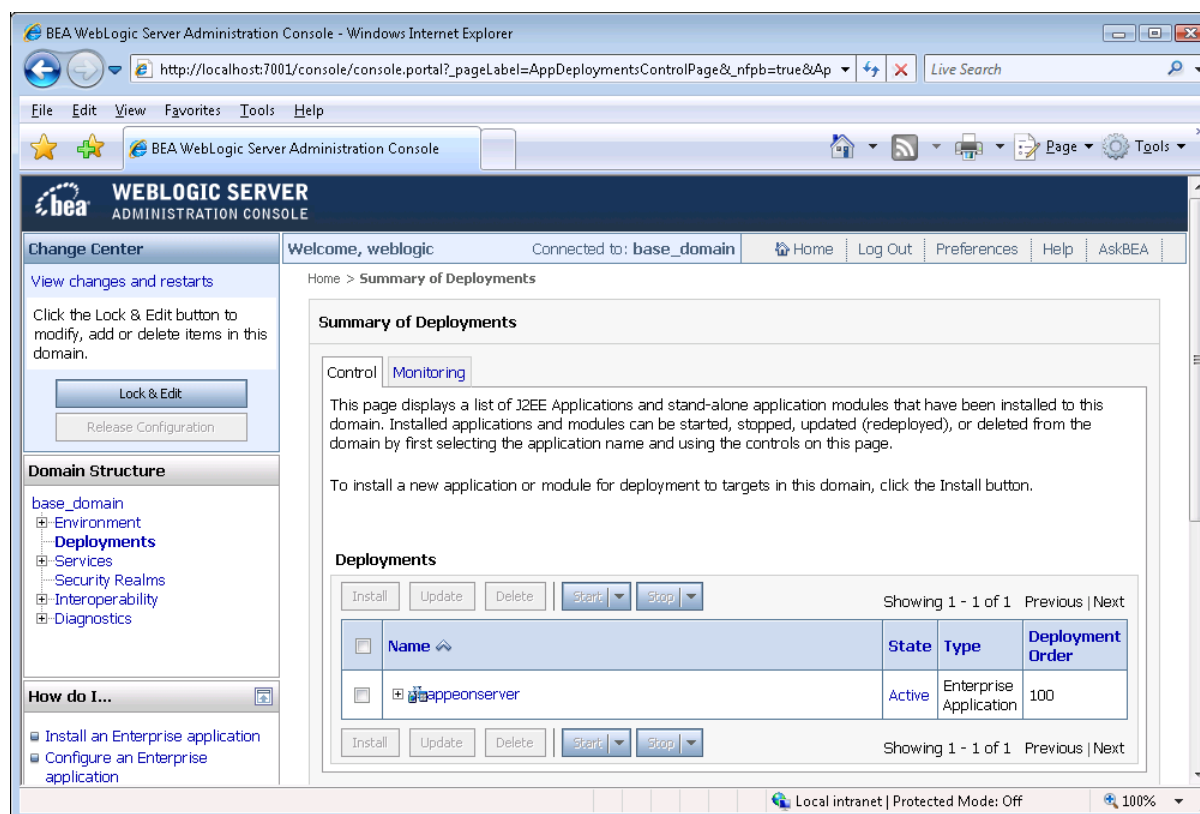 BEA WebLogic Server Administration Console - Windows Internet Explorer
http://localhost:7001/console/console.portal?_pageLabel=AppDeploymentsControlPage&_nfpb=true&Ap
Live Search
File Edit View Favorites Tools Help
BEA WebLogic Server Administration Console
Page Tools
bea WEBLOGIC SERVER
ADMINISTRATION CONSOLE
Change Center
View changes and restarts
Click the Lock & Edit button to
modify, add or delete items in this
domain.
Lock & Edit
Release Configuration
Domain Structure
base_domain
Environment
Deployments
Services
Security Realms
Interoperability
Diagnostics
How do I...
Install an Enterprise application
Configure an Enterprise
application
Welcome, weblogic Connected to: base_domain Home Log Out Preferences Help AskBEA
Home > Summary of Deployments
Summary of Deployments
Control Monitoring
This page displays a list of J2EE Applications and stand-alone application modules that have been installed to this
domain. Installed applications and modules can be started, stopped, updated (redeployed), or deleted from the
domain by first selecting the application name and using the controls on this page.
To install a new application or module for deployment to targets in this domain, click the Install button.
Deployments
Install Update Delete Start Stop Showing 1 - 1 of 1 Previous | Next
Name State Type Deployment
Order
appeonserver Active Enterprise
Application 100
Install Update Delete Start Stop Showing 1 - 1 of 1 Previous | Next
Local intranet | Protected Mode: Off 100%